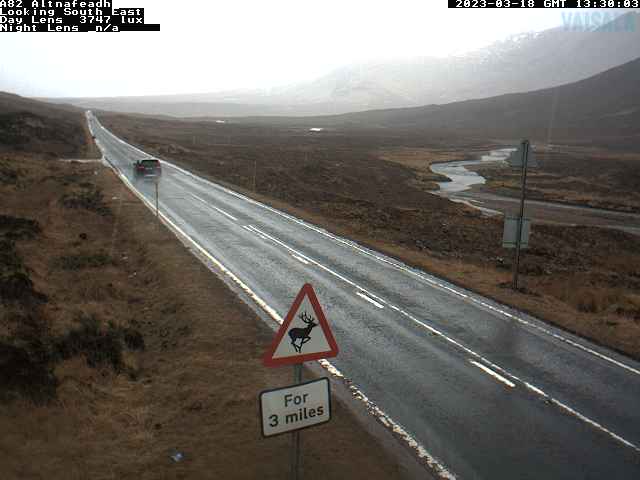 A82 Altnafeadh
Looking South East
Day Lens 3747 lux
Night Lens n/a
2023-03-18 GMT 13:30:03
VAISALA
For
3 miles